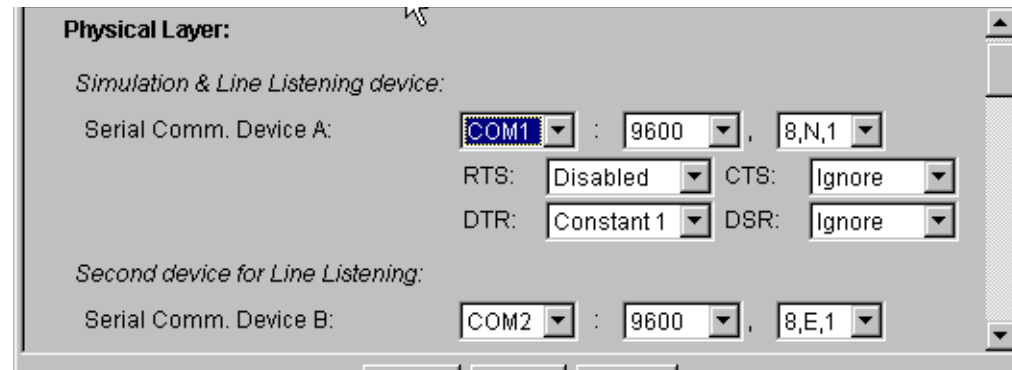 Physical Layer:
Simulation & Line Listening device:
Serial Comm. Device A: COM1 : 9600 , 8,N,1
RTS: Disabled CTS: Ignore
DTR: Constant 1 DSR: Ignore
Second device for Line Listening:
Serial Comm. Device B: COM2 : 9600 , 8,E,1